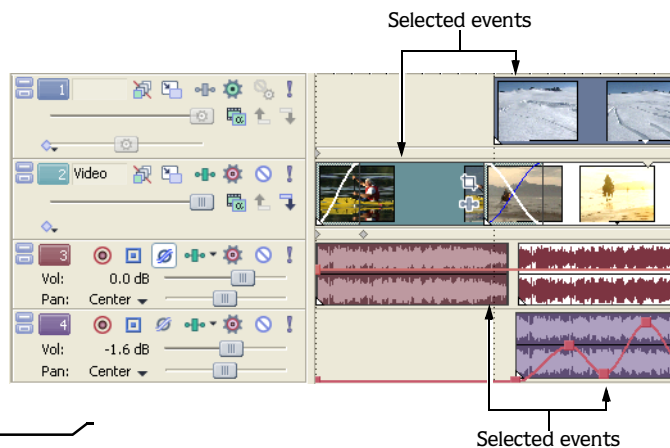 Selected events
1
2 Video
3
Vol: 0.0 dB
Pan: Center
4
Vol: -1.6 dB
Pan: Center
Selected events